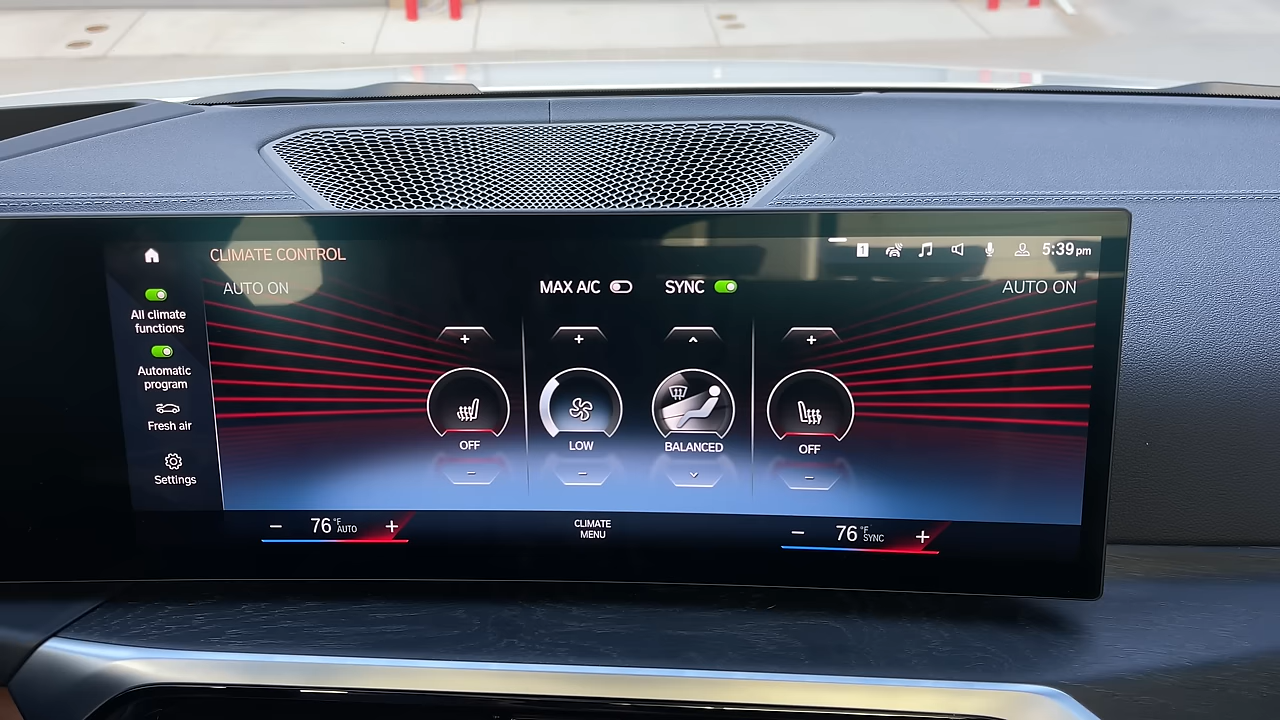 CLIMATE CONTROL
1
5:39 pm
AUTO ON
MAX A/C
SYNC
AUTO ON
All climate
functions
Automatic
program
Fresh air
Settings
+
+
+
OFF
LOW
BALANCED
OFF
−
−
−
− 76 °F AUTO +
CLIMATE
MENU
− 76 °F SYNC +